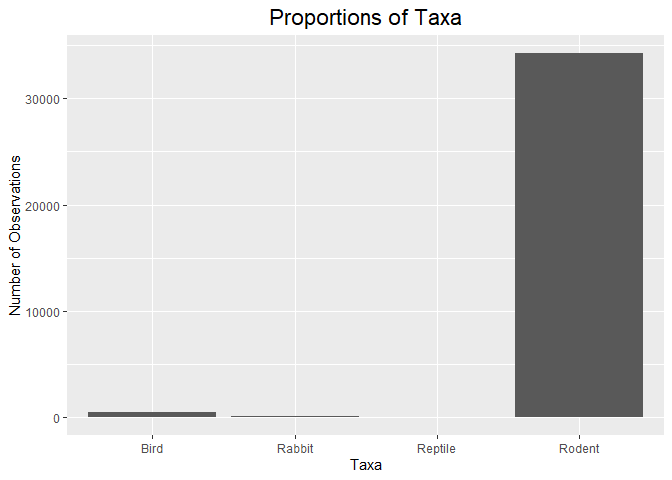 Proportions of Taxa
Number of Observations
30000
20000
10000
0
Bird Rabbit Reptile Rodent
Taxa